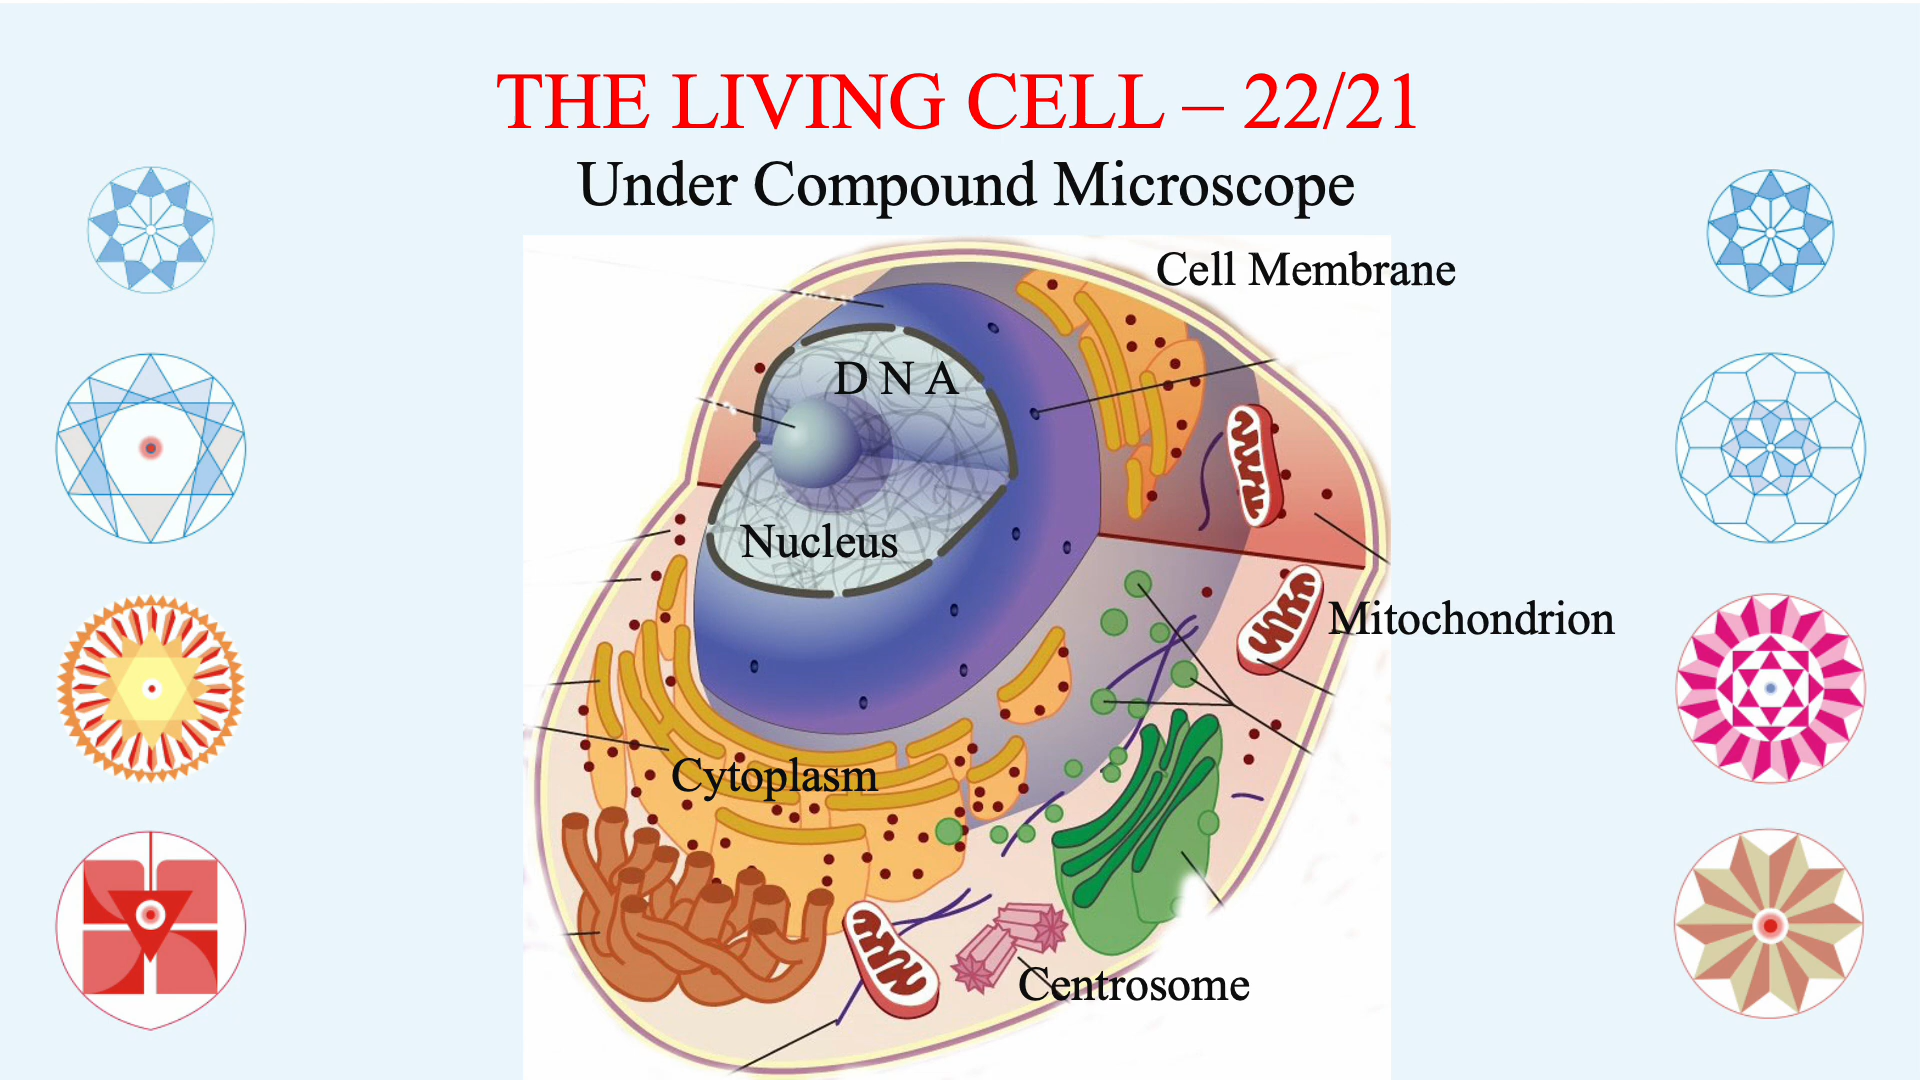 THE LIVING CELL – 22/21
Under Compound Microscope
Cell Membrane
D N A
Nucleus
Mitochondrion
Cytoplasm
Centrosome